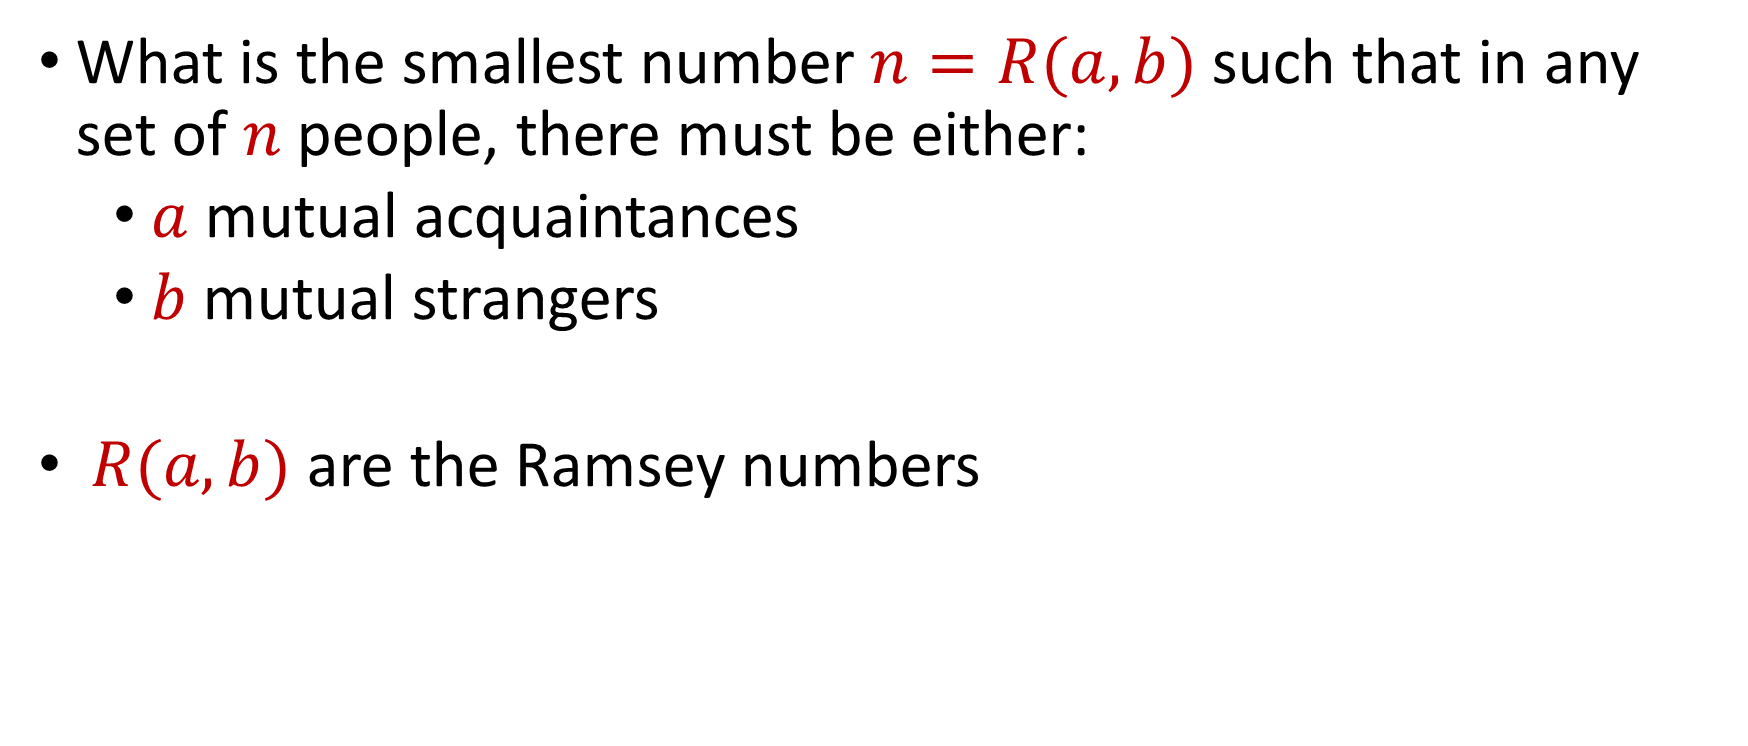 • What is the smallest number n = R(a, b) such that in any
set of n people, there must be either:
• a mutual acquaintances
• b mutual strangers
• R(a, b) are the Ramsey numbers